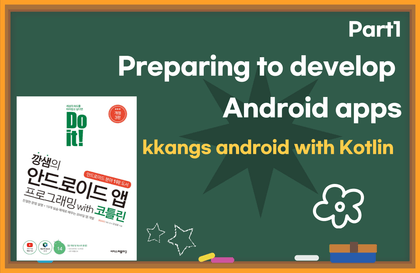 Part1
Preparing to develop
Android apps
kkangs android with Kotlin
Do
it!
깡샘의
안드로이드 앱
프로그래밍 with 코틀린